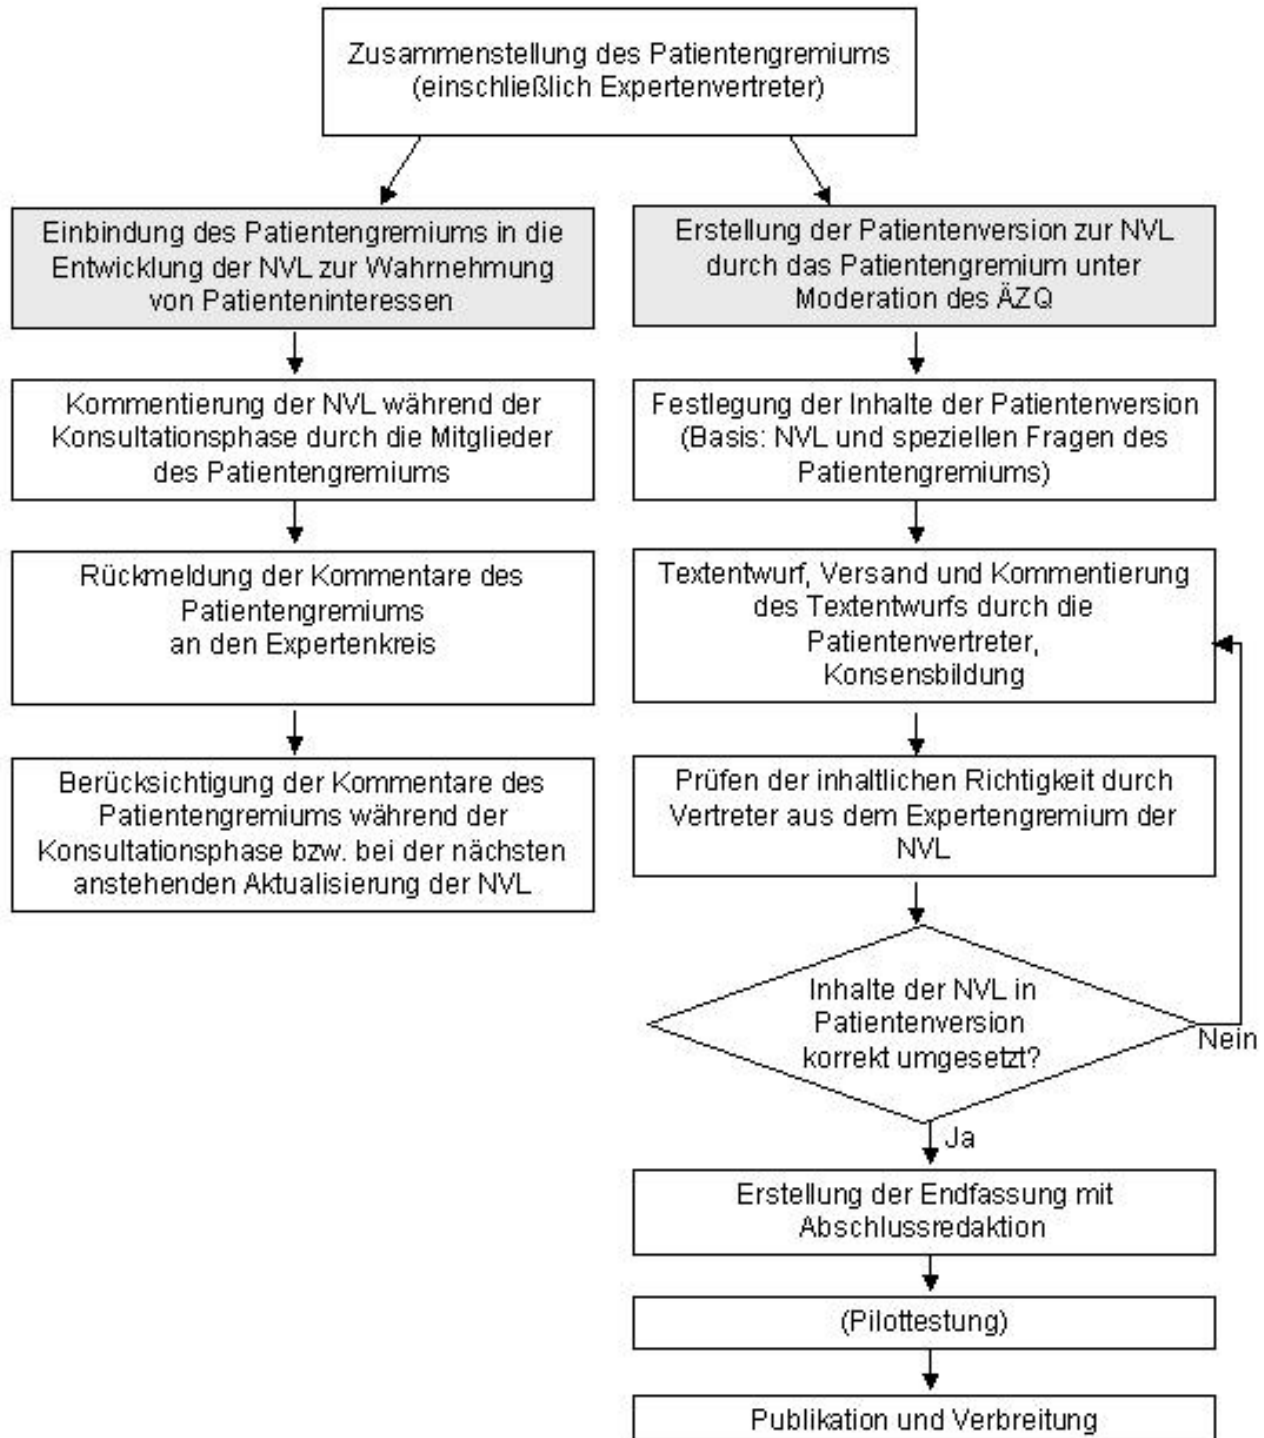 Zusammenstellung des Patientengremiums
(einschließlich Expertenvertreter)
Einbindung des Patientengremiums in die
Entwicklung der NVL zur Wahrnehmung
von Patienteninteressen
Kommentierung der NVL während der
Konsultationsphase durch die Mitglieder
des Patientengremiums
Rückmeldung der Kommentare des
Patientengremiums
an den Expertenkreis
Berücksichtigung der Kommentare des
Patientengremiums während der
Konsultationsphase bzw. bei der nächsten
anstehenden Aktualisierung der NVL
Erstellung der Patientenversion zur NVL
durch das Patientengremium unter
Moderation des ÄZQ
Festlegung der Inhalte der Patientenversion
(Basis: NVL und speziellen Fragen des
Patientengremiums)
Textentwurf, Versand und Kommentierung
des Textentwurfs durch die
Patientenvertreter,
Konsensbildung
Prüfen der inhaltlichen Richtigkeit durch
Vertreter aus dem Expertengremium der
NVL
Inhalte der NVL in
Patientenversion
korrekt umgesetzt?
Nein
Ja
Erstellung der Endfassung mit
Abschlussredaktion
(Pilottestung)
Publikation und Verbreitung